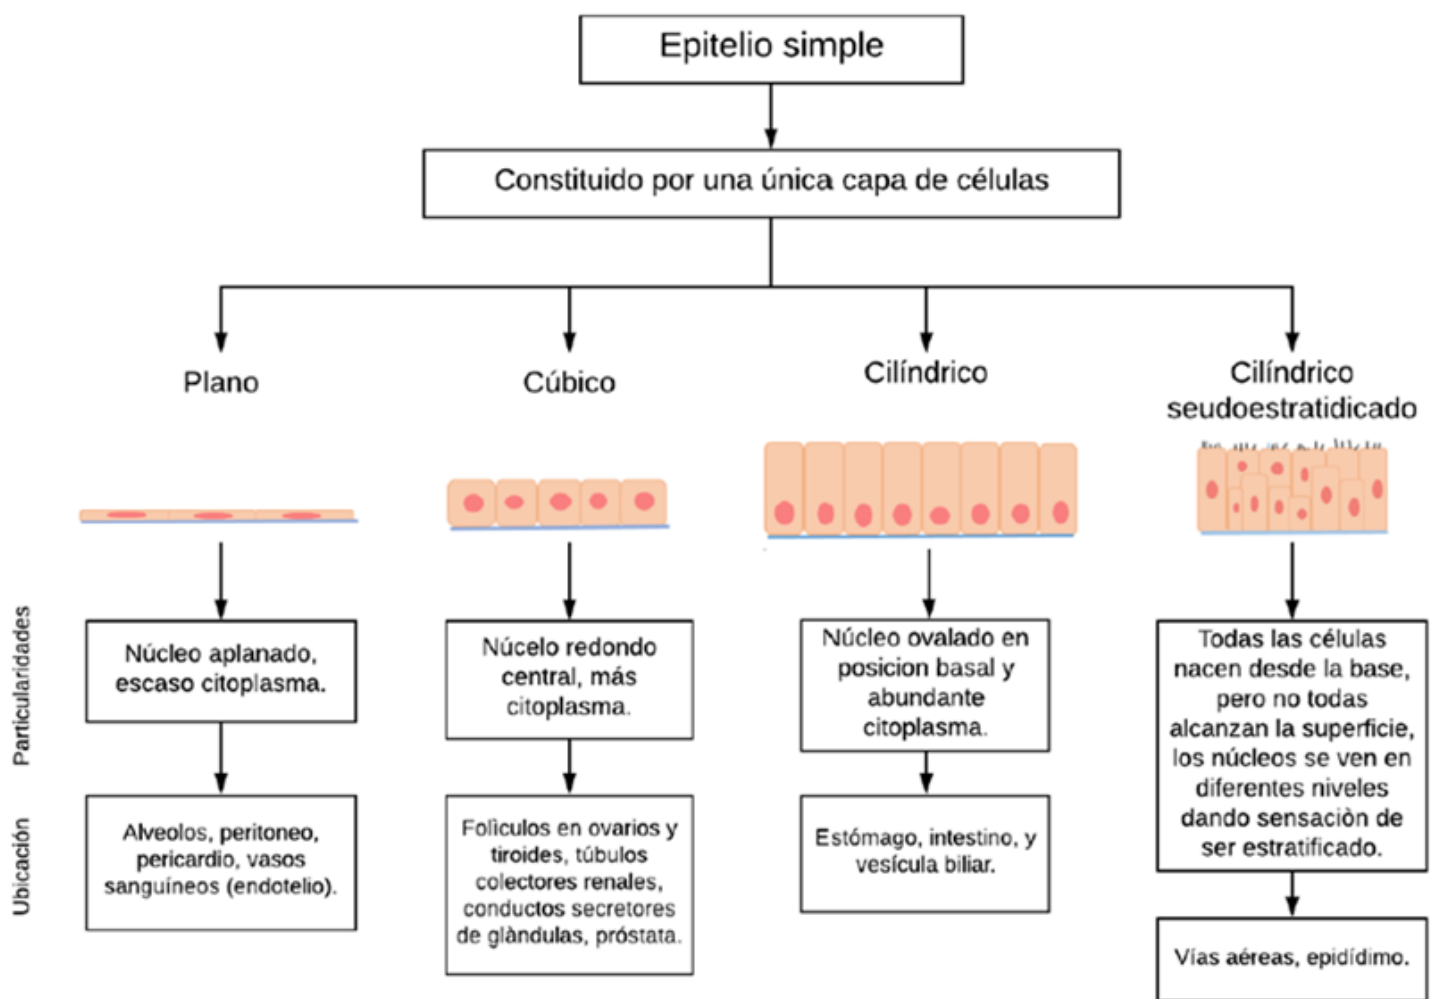 Epitelio simple
Constituido por una única capa de células
Plano
Cúbico
Cilíndrico
Cilíndrico
seudoestratidicado
Particularidades
Núcleo aplanado,
escaso citoplasma.
Núcelo redondo
central, más
citoplasma.
Núcleo ovalado en
posicion basal y
abundante
citoplasma.
Todas las células
nacen desde la base,
pero no todas
alcanzan la superficie,
los núcleos se ven en
diferentes niveles
dando sensaciòn de
ser estratificado.
Ubicación
Alveolos, peritoneo,
pericardio, vasos
sanguíneos (endotelio).
Folìculos en ovarios y
tiroides, túbulos
colectores renales,
conductos secretores
de glàndulas, próstata.
Estómago, intestino, y
vesícula biliar.
Vías aéreas, epidídimo.